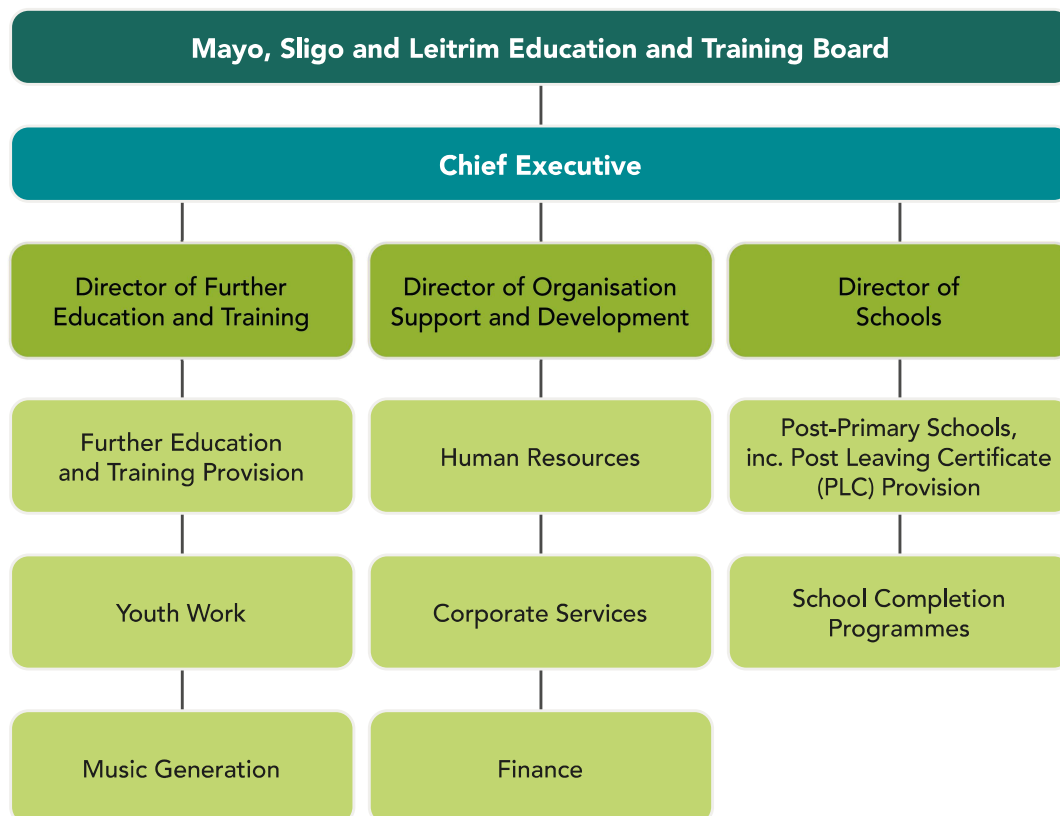 Mayo, Sligo and Leitrim Education and Training Board
Chief Executive
Director of Further
Education and Training
Director of Organisation
Support and Development
Director of
Schools
Further Education
and Training Provision
Human Resources
Post-Primary Schools,
inc. Post Leaving Certificate
(PLC) Provision
Youth Work
Corporate Services
School Completion
Programmes
Music Generation
Finance